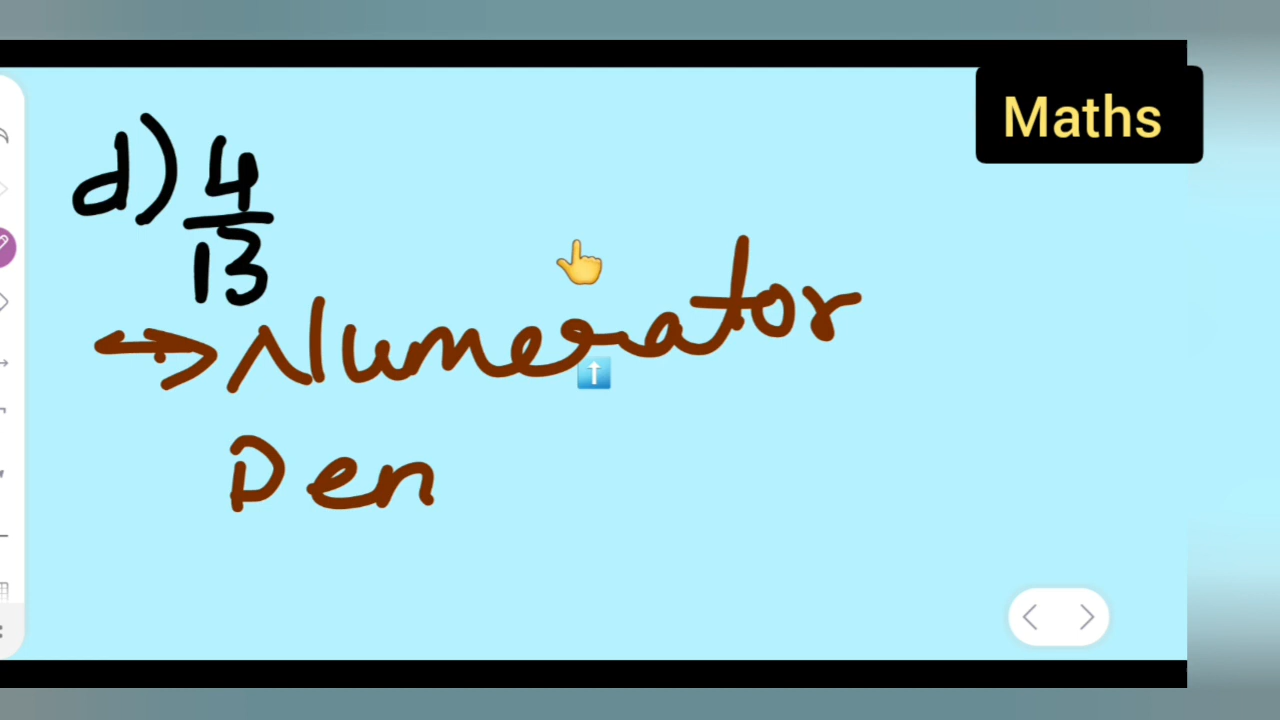 Maths
d) 4/13
→ Numerator
Den